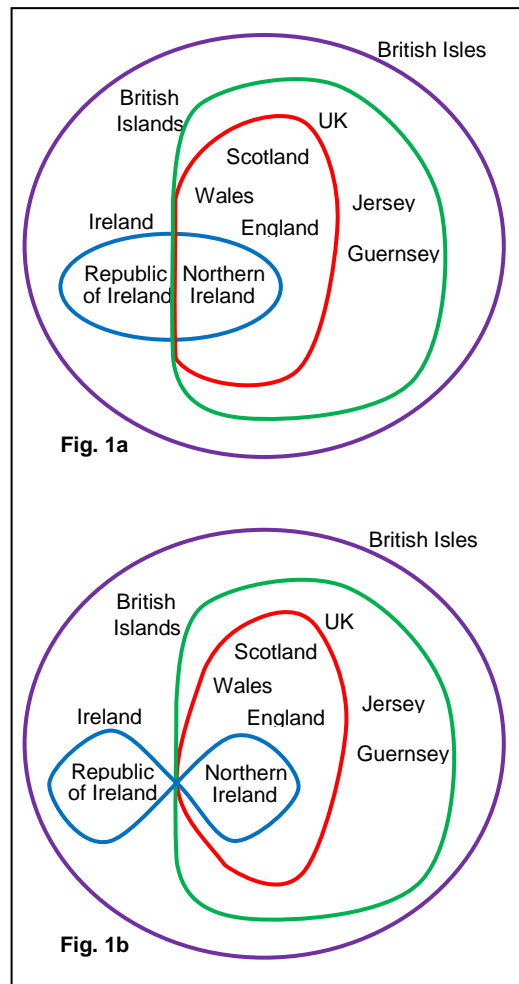 British Isles
British
Islands
UK
Scotland
Wales
Jersey
Ireland
England
Guernsey
Republic
of Ireland
Northern
Ireland
Fig. 1a
British Isles
British
Islands
UK
Scotland
Wales
Jersey
Ireland
England
Guernsey
Republic
of Ireland
Northern
Ireland
Fig. 1b